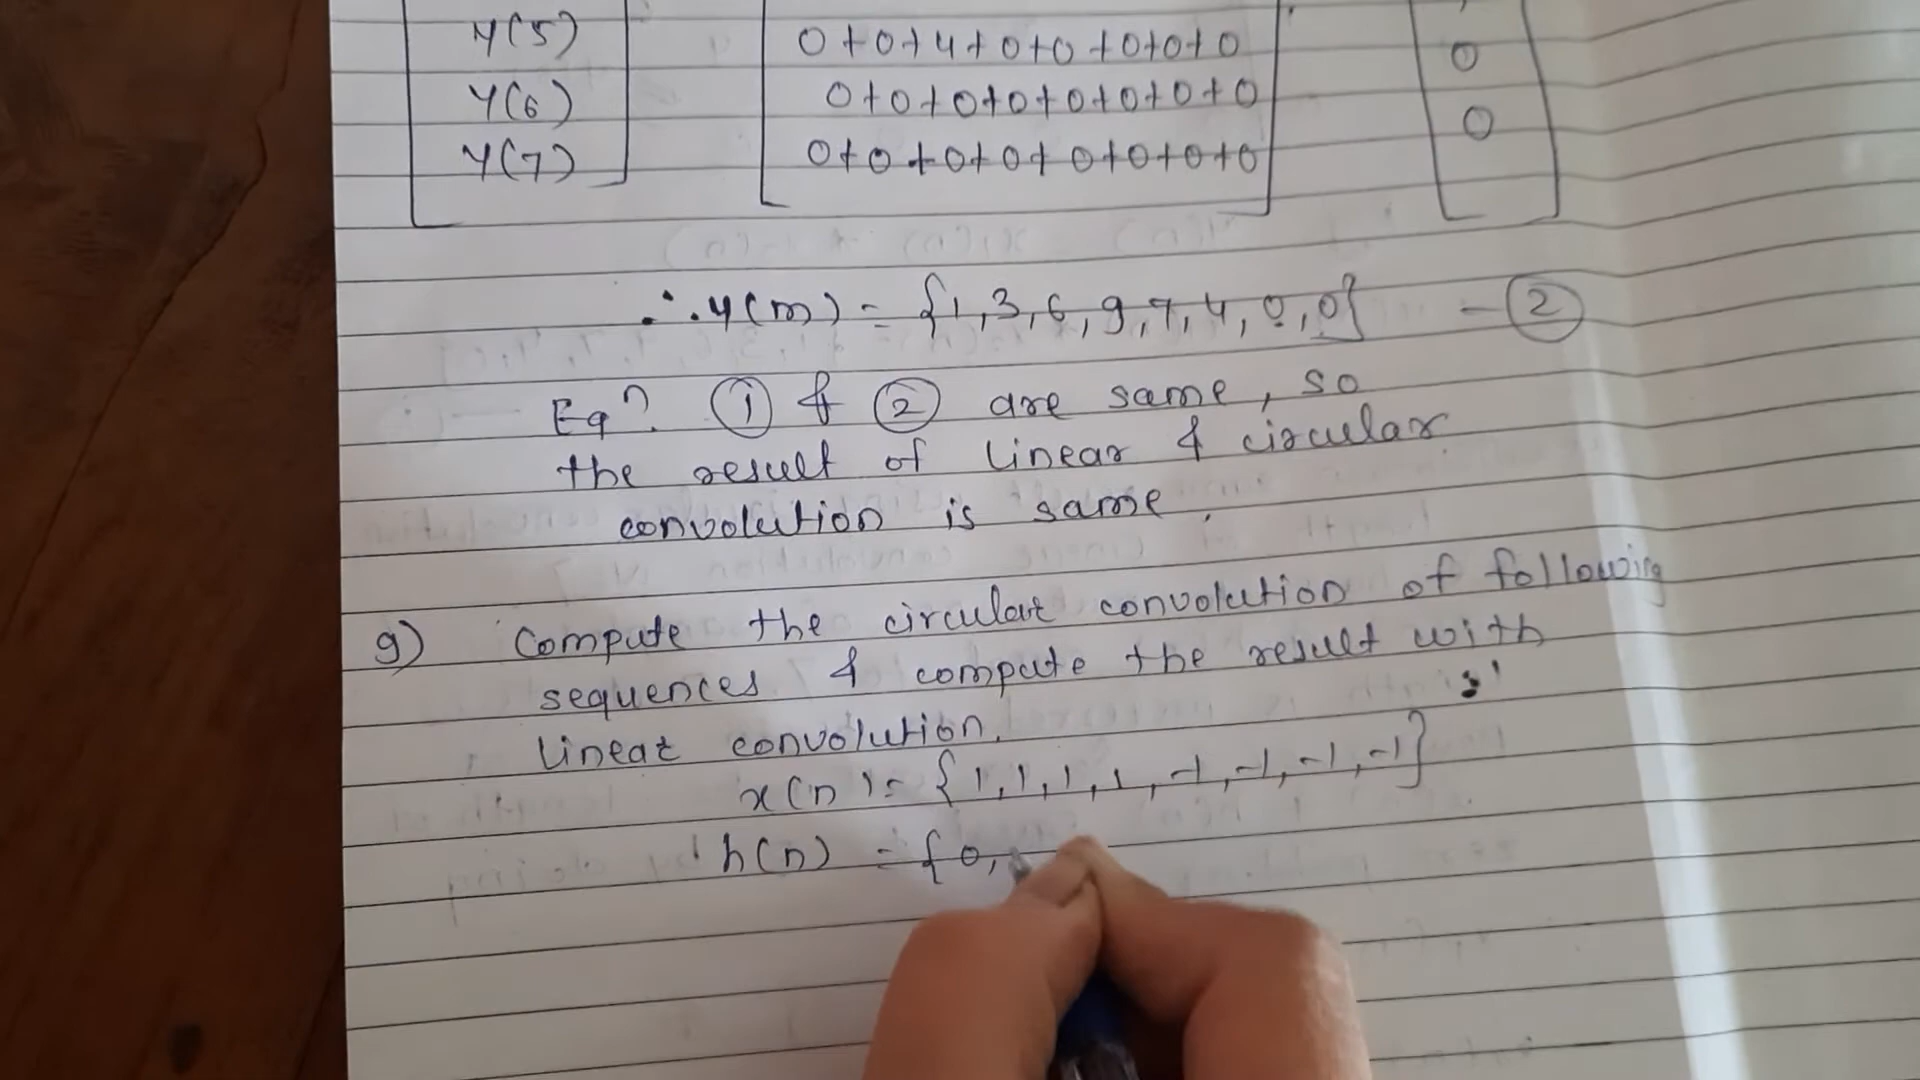 y(5) 0+0+4+0+0+0+0+0 0
y(6) 0+0+0+0+0+0+0+0 0
y(7) 0+0+0+0+0+0+0+0
∴ y(m) = {1,3,6,9,7,4,0,0} - ②
Eqn. ① & ② are same, so
the result of linear & circular
convolution is same.
9) Compute the circular convolution of following
sequences & compute the result with
linear convolution.
x(n) = {1,1,1,1,-1,-1,-1,-1}
h(n) = {0,